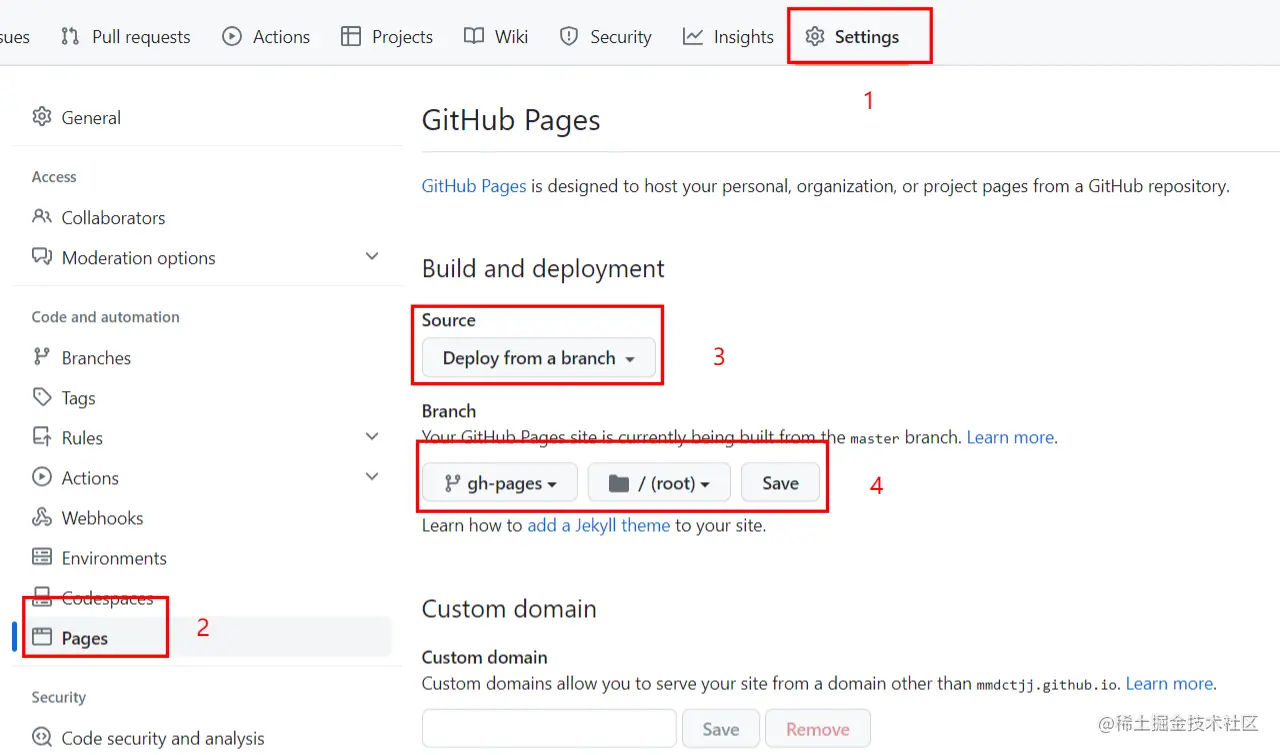 sues Pull requests Actions Projects Wiki Security Insights Settings
1
General
Access
Collaborators
Moderation options
Code and automation
Branches
Tags
Rules
Actions
Webhooks
Environments
Codespaces
Pages
2
Security
Code security and analysis
GitHub Pages
GitHub Pages is designed to host your personal, organization, or project pages from a GitHub repository.
Build and deployment
Source
Deploy from a branch
3
Branch
Your GitHub Pages site is currently being built from the master branch. Learn more.
gh-pages / (root) Save
4
Learn how to add a Jekyll theme to your site.
Custom domain
Custom domain
Custom domains allow you to serve your site from a domain other than mmdctjj.github.io. Learn more.
Save Remove
@稀土掘金技术社区